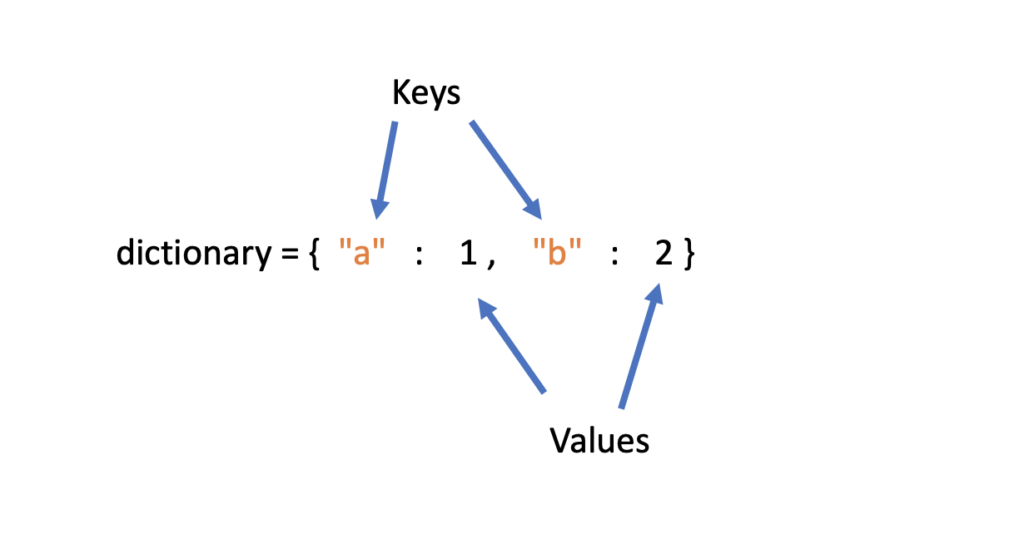 Keys
dictionary = { "a" : 1 , "b" : 2 }
Values